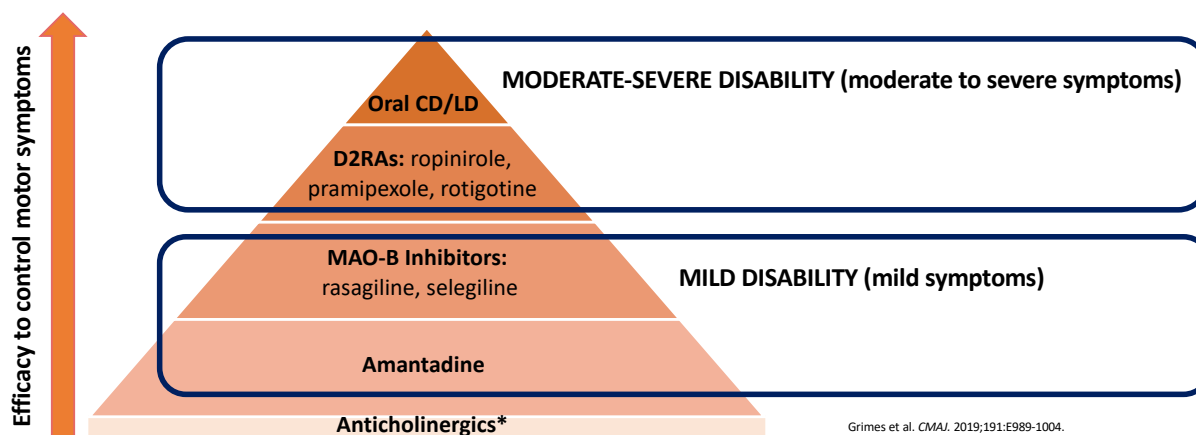 Efficacy to control motor symptoms
MODERATE-SEVERE DISABILITY (moderate to severe symptoms)
Oral CD/LD
D2RAs: ropinirole,
pramipexole, rotigotine
MAO-B Inhibitors:
rasagiline, selegiline
MILD DISABILITY (mild symptoms)
Amantadine
Anticholinergics*
Grimes et al. CMAJ. 2019;191:E989-1004.